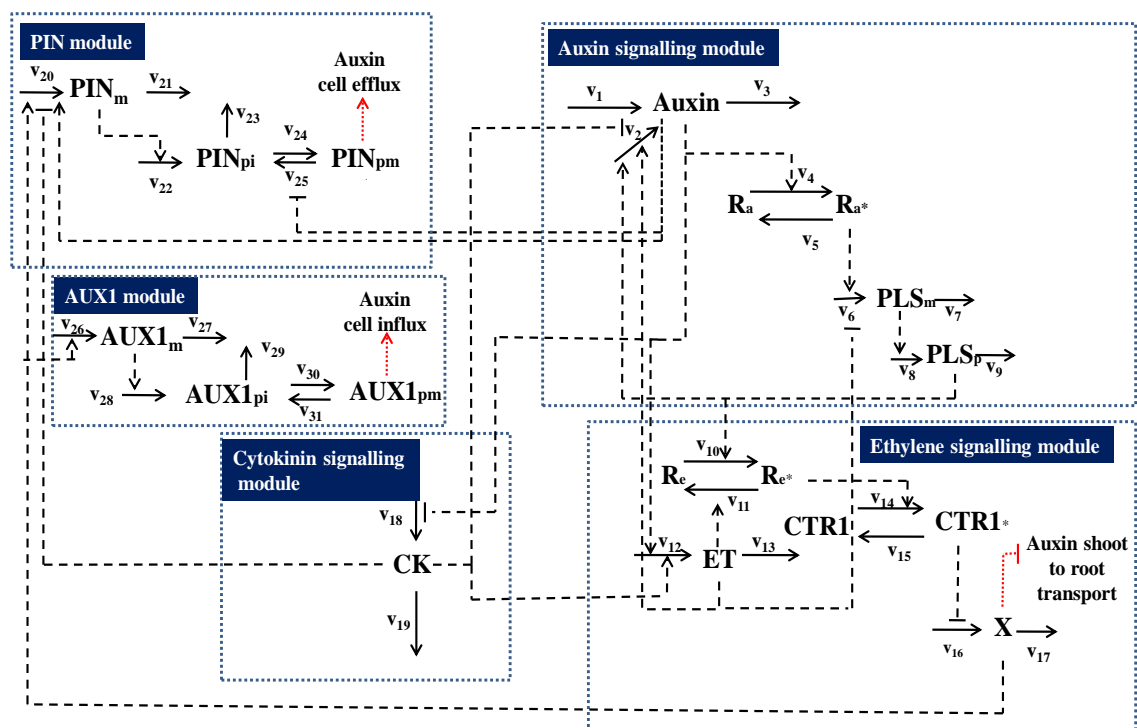 PIN module
v20
PINm
v21
Auxin
cell efflux
v23
v24
PINpi
PINpm
v22
v25
AUX1 module
v26
AUX1m
v27
Auxin
cell influx
v29
v30
v28
AUX1pi
AUX1pm
v31
Cytokinin signalling
module
v18
CK
v19
Auxin signalling module
v1
Auxin
v3
v2
v4
Ra
Ra*
v5
PLSm
v6
v7
PLSp
v8
v9
Ethylene signalling module
v10
Re
Re*
v11
v14
CTR1
CTR1*
v12
ET
v13
v15
Auxin shoot
to root
transport
X
v16
v17